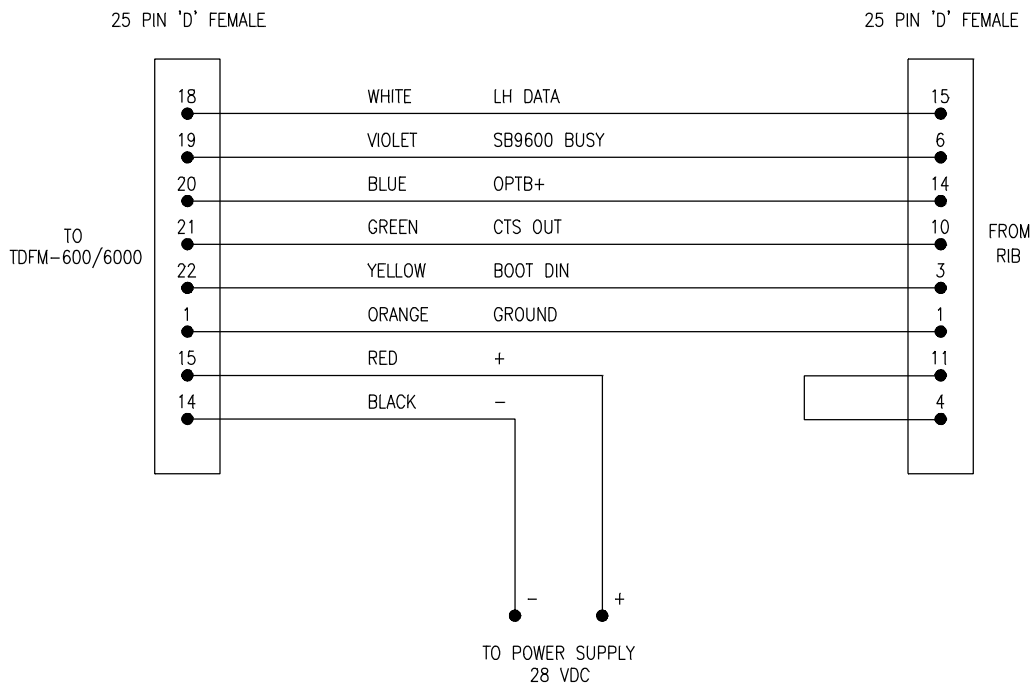 25 PIN 'D' FEMALE 25 PIN 'D' FEMALE
18 WHITE LH DATA 15
19 VIOLET SB9600 BUSY 6
20 BLUE OPTB+ 14
21 GREEN CTS OUT 10
TO
TDFM-600/6000
FROM
RIB
22 YELLOW BOOT DIN 3
1 ORANGE GROUND 1
15 RED + 11
14 BLACK - 4
- +
TO POWER SUPPLY
28 VDC